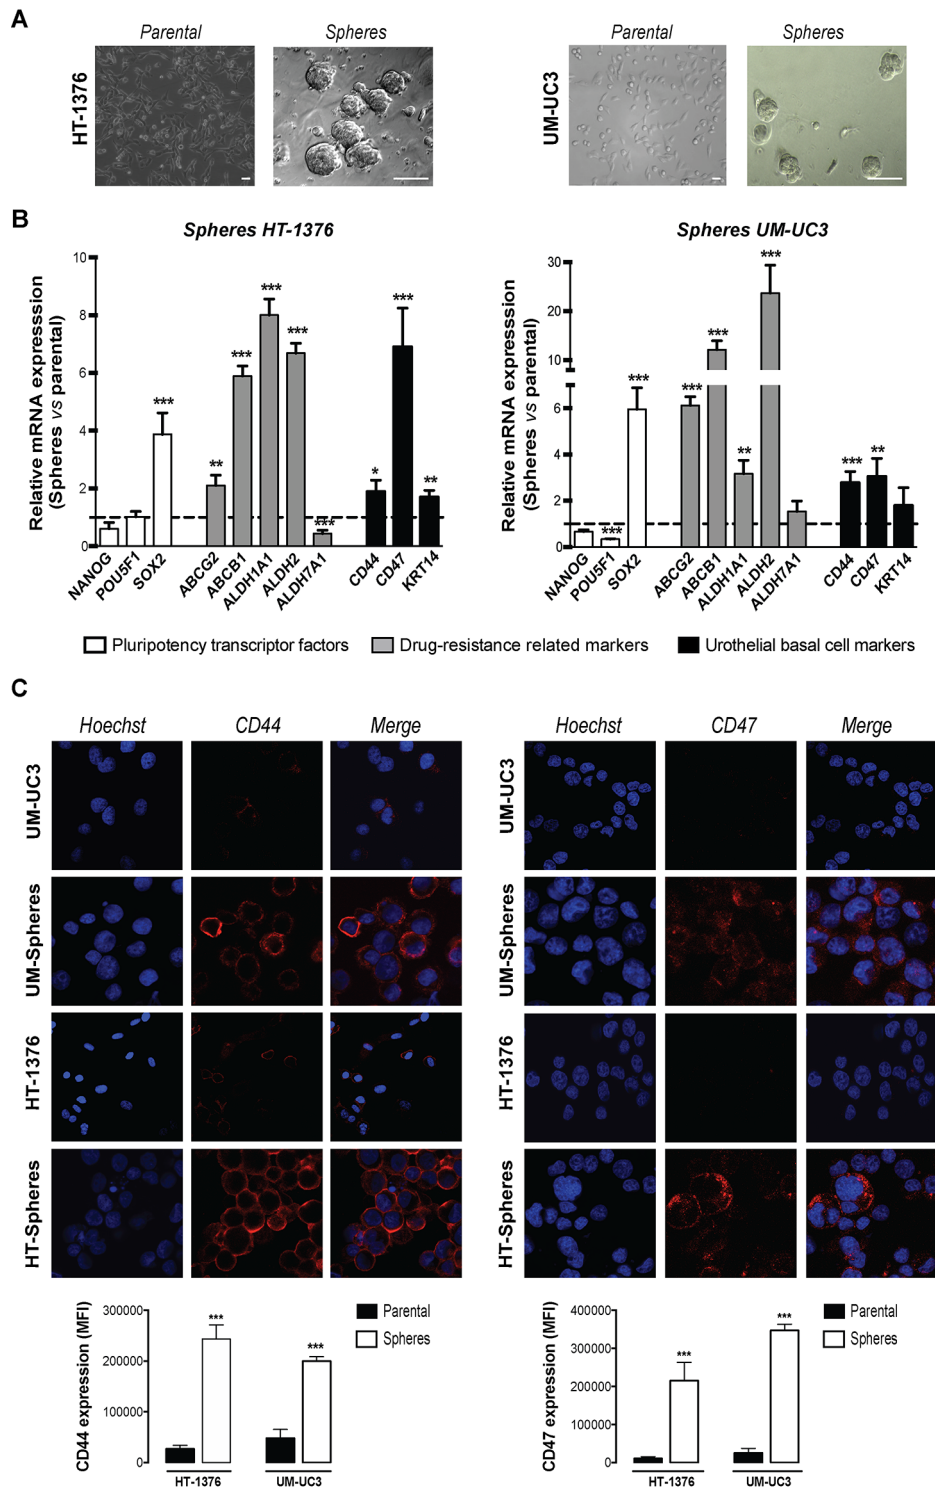 A
Parental Spheres Parental Spheres
HT-1376
UM-UC3
B
Spheres HT-1376
Relative mRNA expresssion
(Spheres vs parental)
10
8
6
4
2
0
***
**
***
***
***
***
*
***
**
NANOG
POU5F1
SOX2
ABCG2
ABCB1
ALDH1A1
ALDH2
ALDH7A1
CD44
CD47
KRT14
Spheres UM-UC3
Relative mRNA expresssion
(Spheres vs parental)
30
20
10
6
4
2
0
***
***
***
***
**
***
***
**
NANOG
POU5F1
SOX2
ABCG2
ABCB1
ALDH1A1
ALDH2
ALDH7A1
CD44
CD47
KRT14
Pluripotency transcriptor factors Drug-resistance related markers Urothelial basal cell markers
C
Hoechst CD44 Merge Hoechst CD47 Merge
UM-UC3 UM-UC3
UM-Spheres UM-Spheres
HT-1376 HT-1376
HT-Spheres HT-Spheres
CD44 expression (MFI)
300000
200000
100000
0
***
***
Parental
Spheres
HT-1376 UM-UC3
CD47 expression (MFI)
400000
300000
200000
100000
0
***
***
Parental
Spheres
HT-1376 UM-UC3